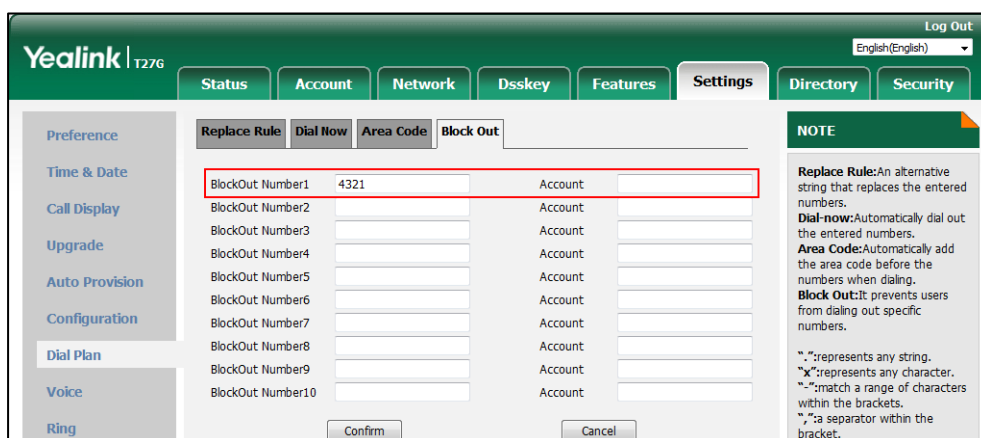 Log Out
Yealink T27G
English(English)
Status Account Network Dsskey Features Settings Directory Security
Preference
Time & Date
Call Display
Upgrade
Auto Provision
Configuration
Dial Plan
Voice
Ring
Replace Rule Dial Now Area Code Block Out
BlockOut Number1 4321 Account
BlockOut Number2 Account
BlockOut Number3 Account
BlockOut Number4 Account
BlockOut Number5 Account
BlockOut Number6 Account
BlockOut Number7 Account
BlockOut Number8 Account
BlockOut Number9 Account
BlockOut Number10 Account
Confirm Cancel
NOTE
Replace Rule:An alternative
string that replaces the entered
numbers.
Dial-now:Automatically dial out
the entered numbers.
Area Code:Automatically add
the area code before the
numbers when dialing.
Block Out:It prevents users
from dialing out specific
numbers.
“.”:represents any string.
“x”:represents any character.
“-”:match a range of characters
within the brackets.
“,”:a separator within the
bracket.